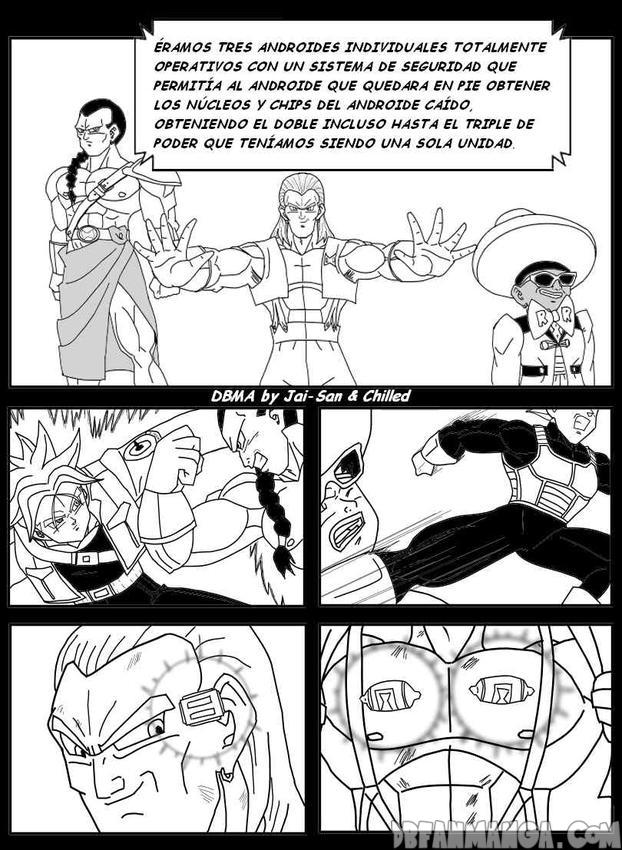 ÉRAMOS TRES ANDROIDES INDIVIDUALES TOTALMENTE
OPERATIVOS CON UN SISTEMA DE SEGURIDAD QUE
PERMITÍA AL ANDROIDE QUE QUEDARA EN PIE OBTENER
LOS NÚCLEOS Y CHIPS DEL ANDROIDE CAÍDO,
OBTENIENDO EL DOBLE INCLUSO HASTA EL TRIPLE DE
PODER QUE TENÍAMOS SIENDO UNA SOLA UNIDAD.
R R
DBMA by Jai-San & Chilled
DBFANMANGA.COM